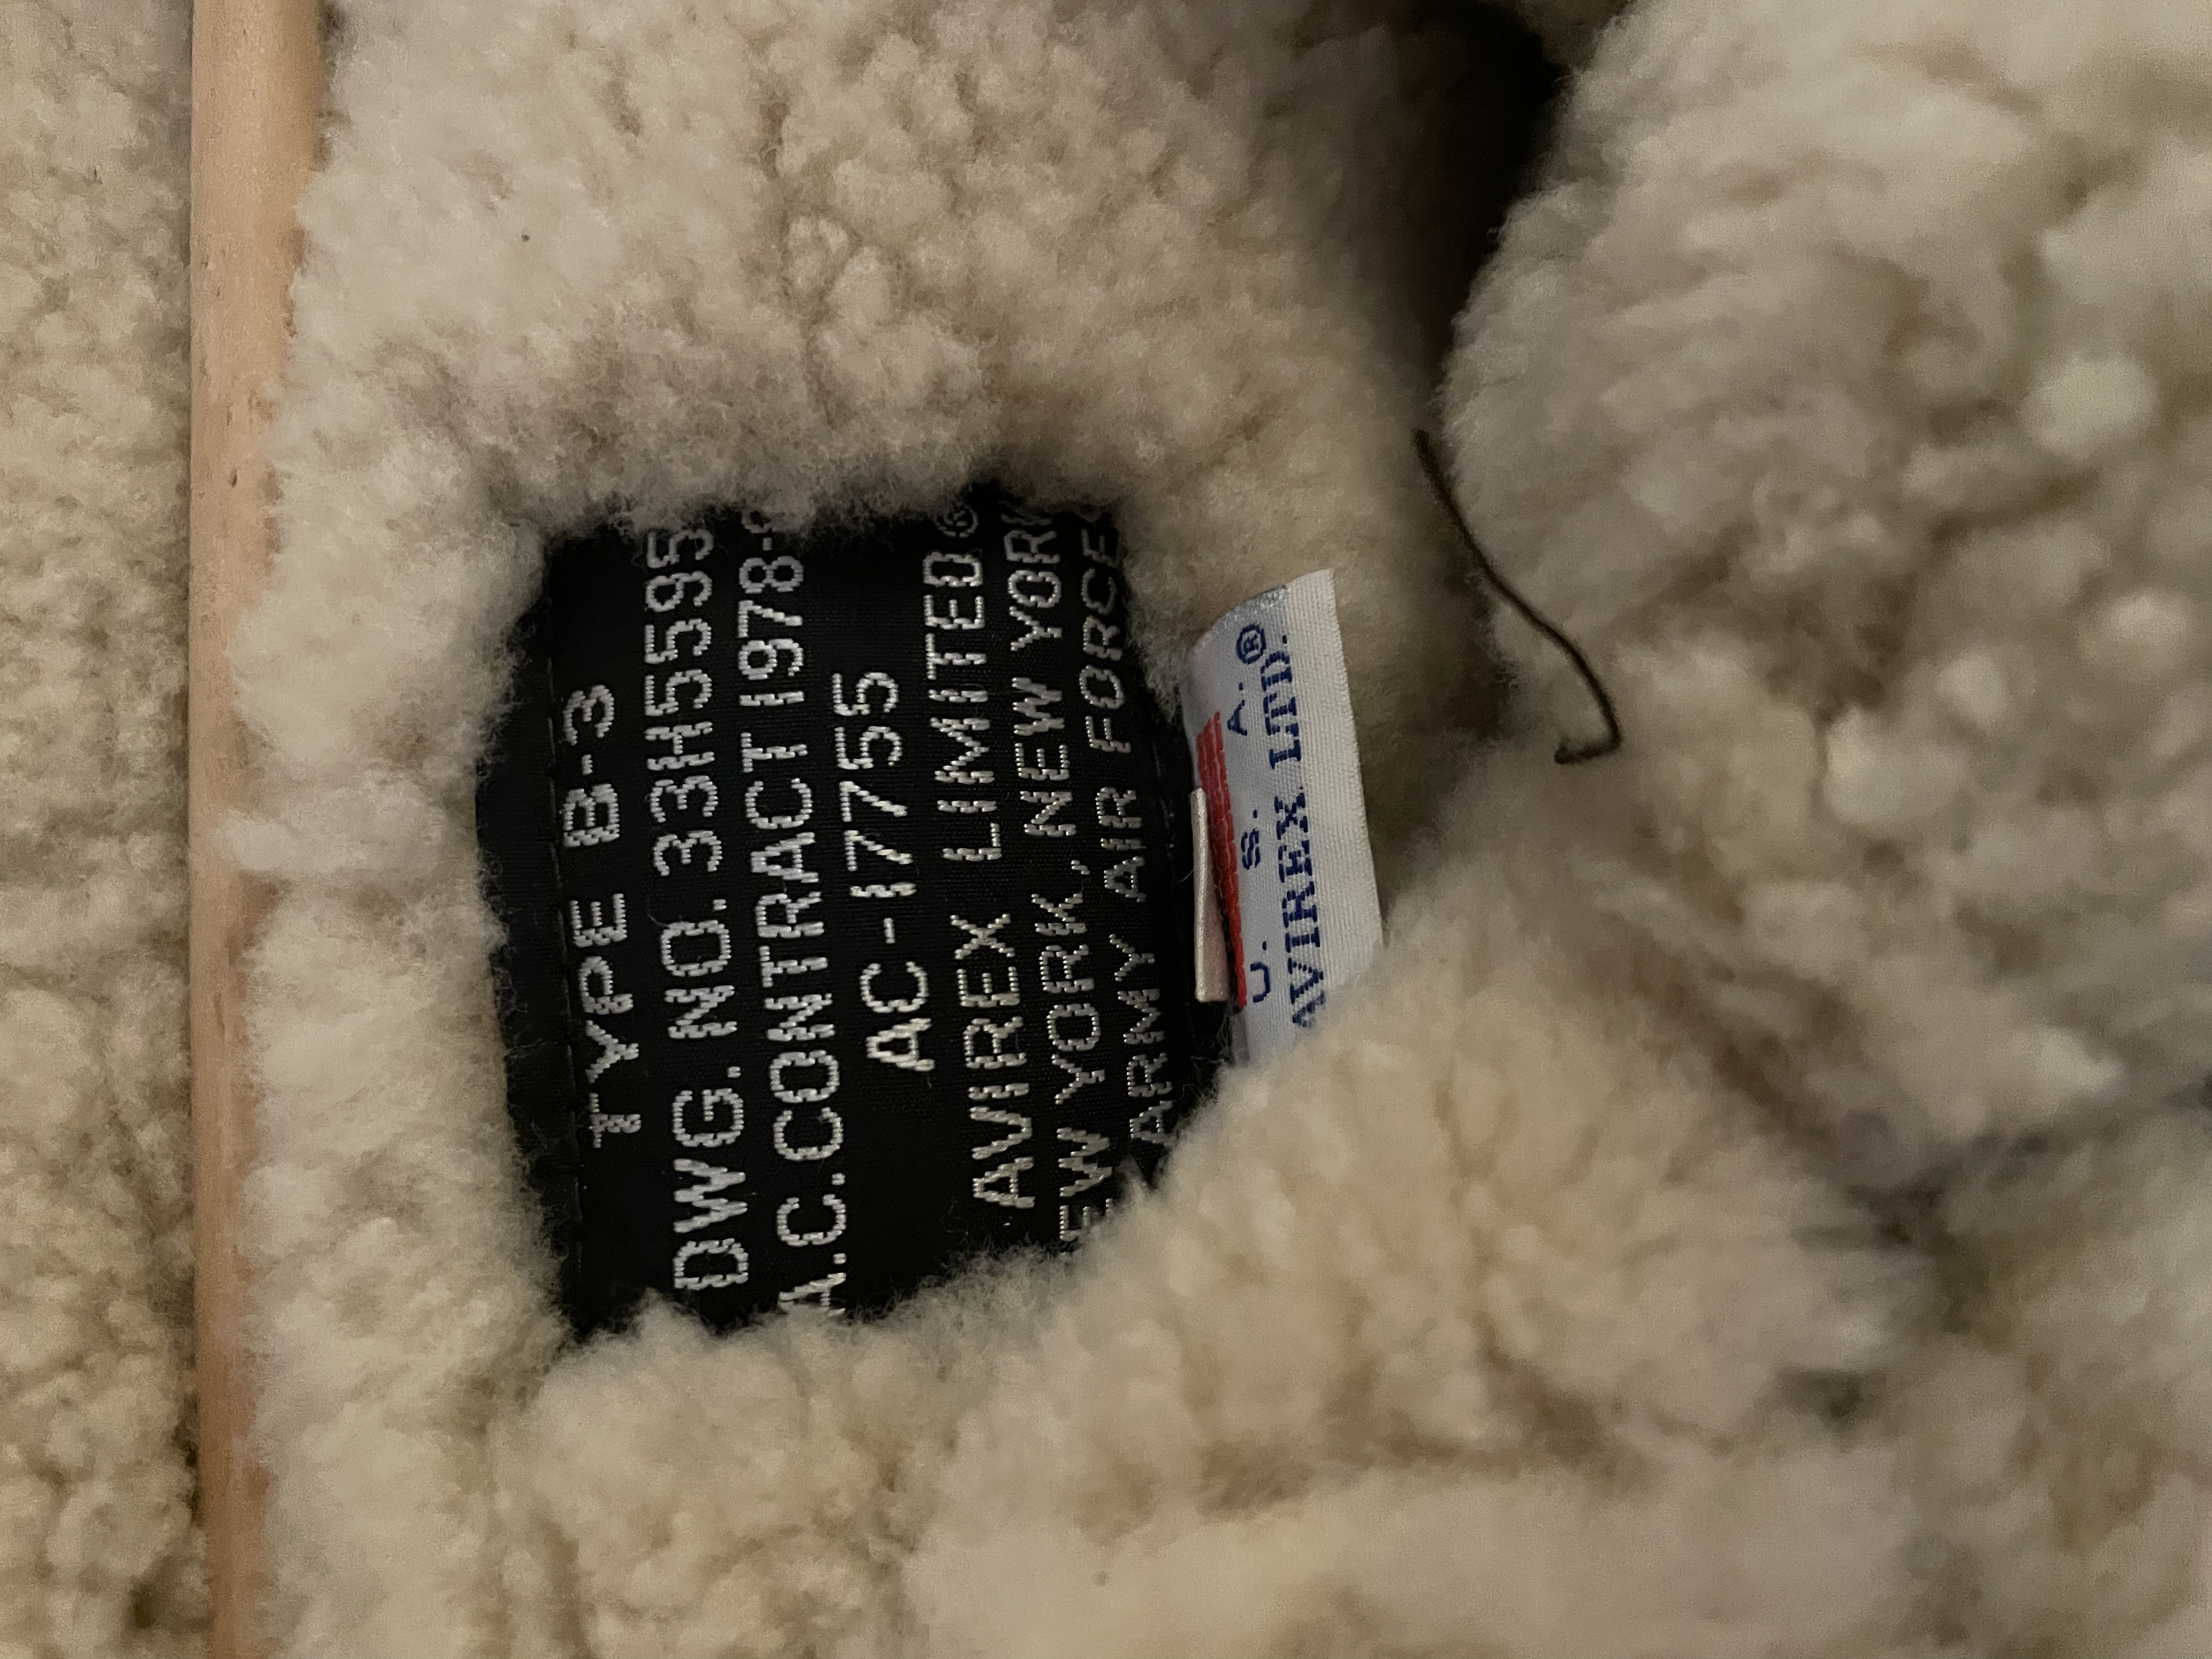 TYPE B-3
DWG. NO. 33H5595
A.C. CONTRACT 1978-
AC-17755
AVIREX LIMITED®
NEW YORK, NEW YORK
ARMY AIR FORCES
U. S. A.®
AVIREX LTD.